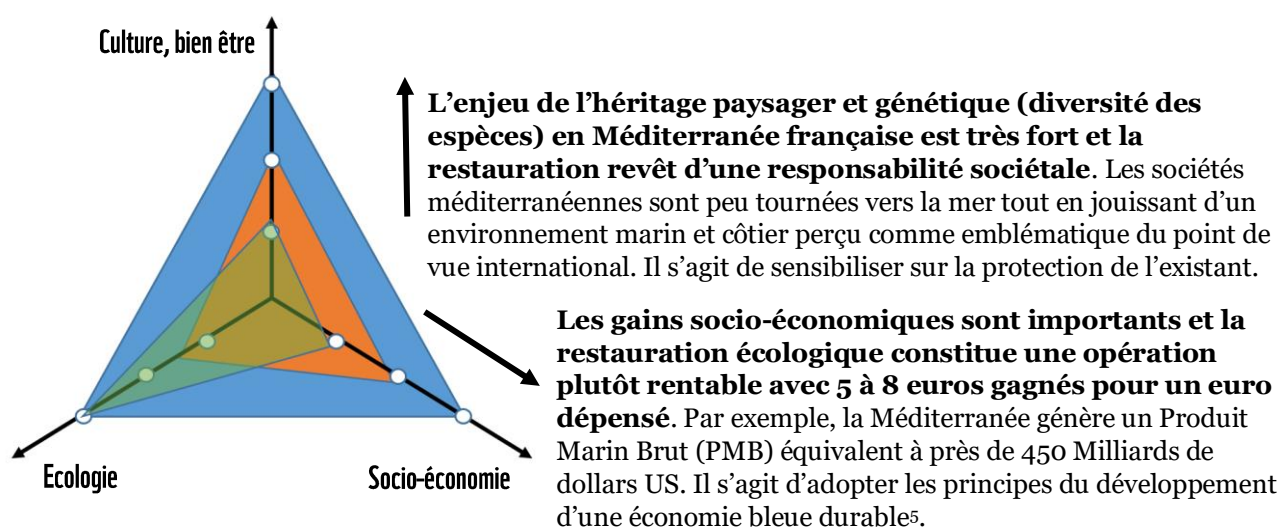 Culture, bien être
L’enjeu de l’héritage paysager et génétique (diversité des
espèces) en Méditerranée française est très fort et la
restauration revêt d’une responsabilité sociétale. Les sociétés
méditerranéennes sont peu tournées vers la mer tout en jouissant d’un
environnement marin et côtier perçu comme emblématique du point de
vue international. Il s’agit de sensibiliser sur la protection de l’existant.
Les gains socio-économiques sont importants et la
restauration écologique constitue une opération
plutôt rentable avec 5 à 8 euros gagnés pour un euro
dépensé. Par exemple, la Méditerranée génère un Produit
Marin Brut (PMB) équivalent à près de 450 Milliards de
dollars US. Il s’agit d’adopter les principes du développement
d’une économie bleue durable5.
Ecologie
Socio-économie